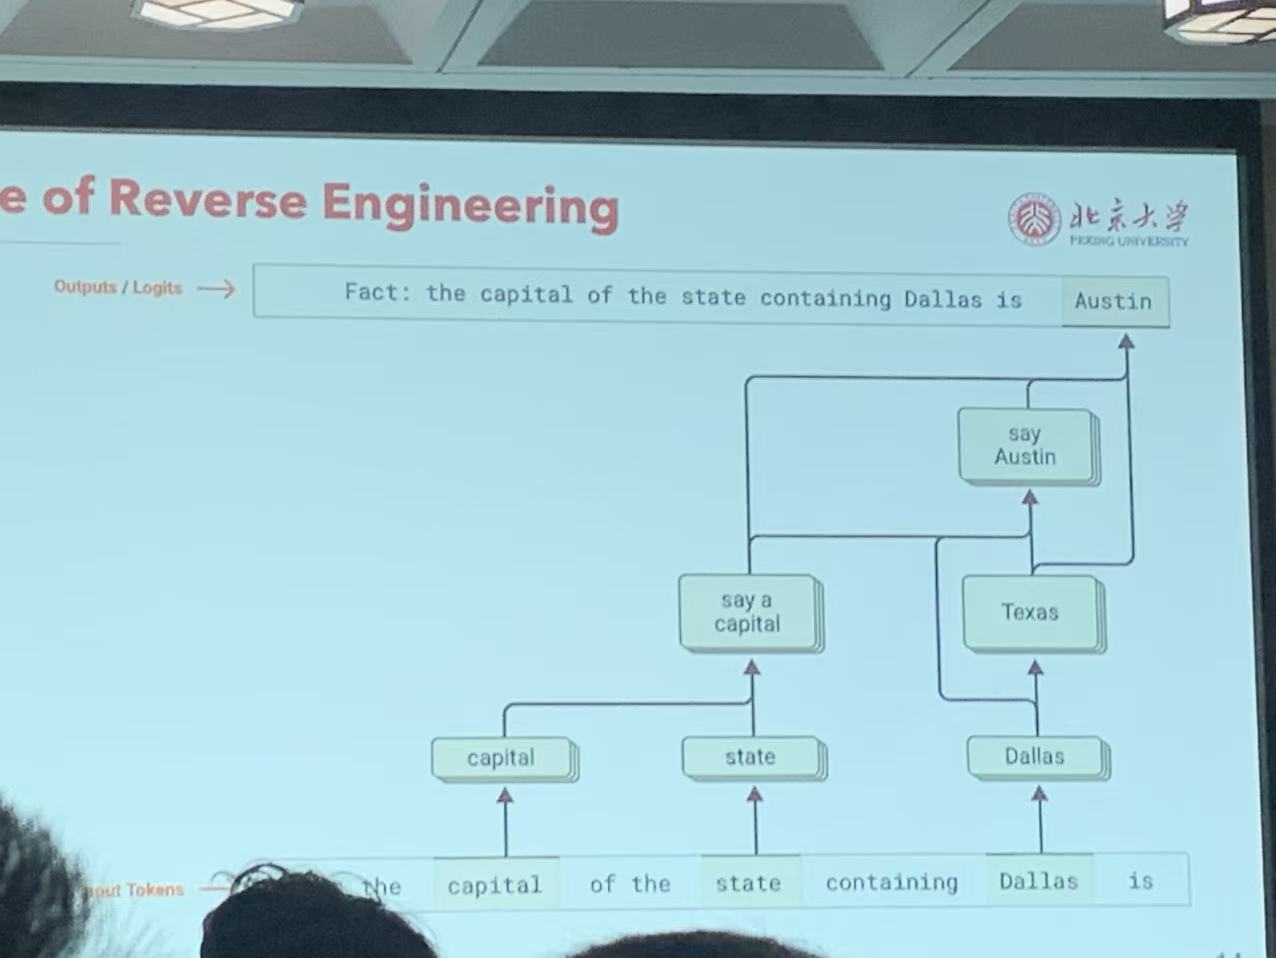 e of Reverse Engineering
北京大学
PEKING UNIVERSITY
Outputs / Logits
Fact: the capital of the state containing Dallas is Austin
say
Austin
say a
capital
Texas
capital
state
Dallas
put Tokens
the capital of the state containing Dallas is